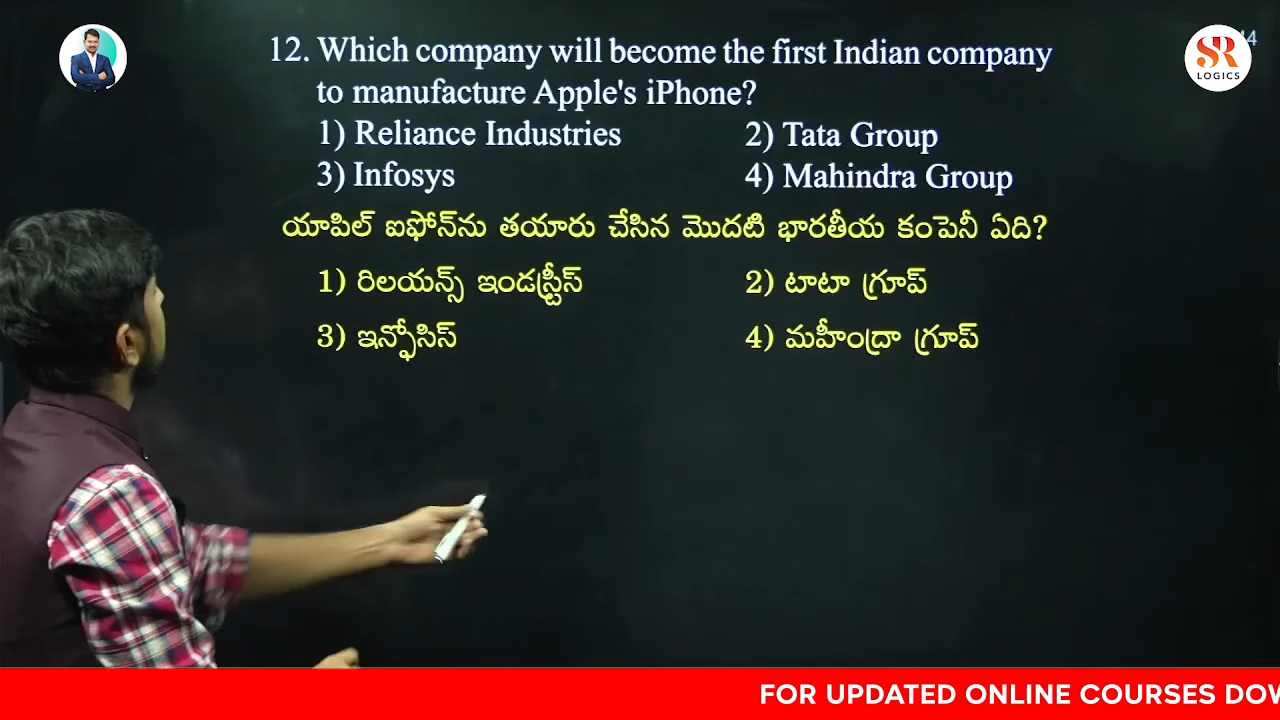 12. Which company will become the first Indian company
to manufacture Apple's iPhone?
1) Reliance Industries 2) Tata Group
3) Infosys 4) Mahindra Group
యాపిల్ ఐఫోన్‌ను తయారు చేసిన మొదటి భారతీయ కంపెనీ ఏది?
1) రిలయన్స్ ఇండస్ట్రీస్ 2) టాటా గ్రూప్
3) ఇన్ఫోసిస్ 4) మహీంద్రా గ్రూప్
SR
LOGICS
FOR UPDATED ONLINE COURSES